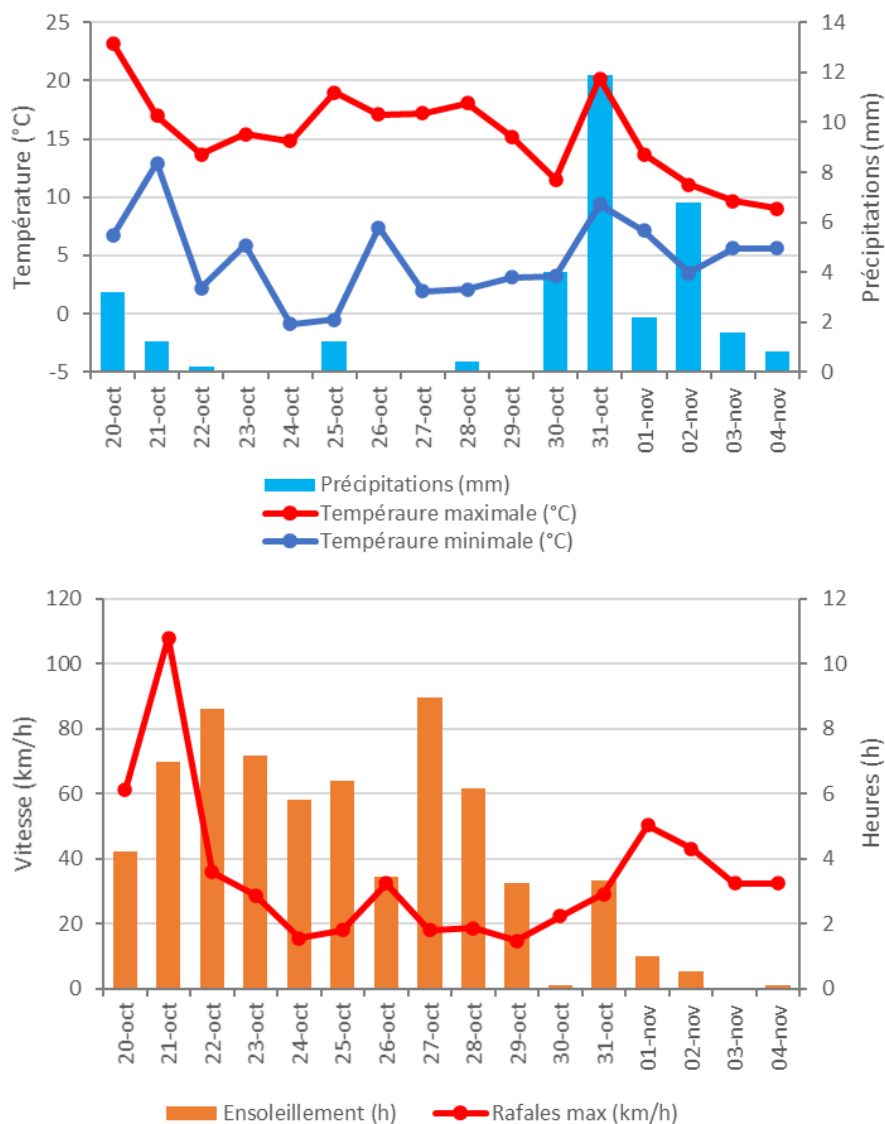 25
20
15
10
5
0
-5
Température (°C)
14
12
10
8
6
4
2
0
Précipitations (mm)
20-oct
21-oct
22-oct
23-oct
24-oct
25-oct
26-oct
27-oct
28-oct
29-oct
30-oct
31-oct
01-nov
02-nov
03-nov
04-nov
Précipitations (mm)
Tempéraure maximale (°C)
Tempéraure minimale (°C)
120
100
80
60
40
20
0
Vitesse (km/h)
12
10
8
6
4
2
0
Heures (h)
20-oct
21-oct
22-oct
23-oct
24-oct
25-oct
26-oct
27-oct
28-oct
29-oct
30-oct
31-oct
01-nov
02-nov
03-nov
04-nov
Ensoleillement (h)
Rafales max (km/h)